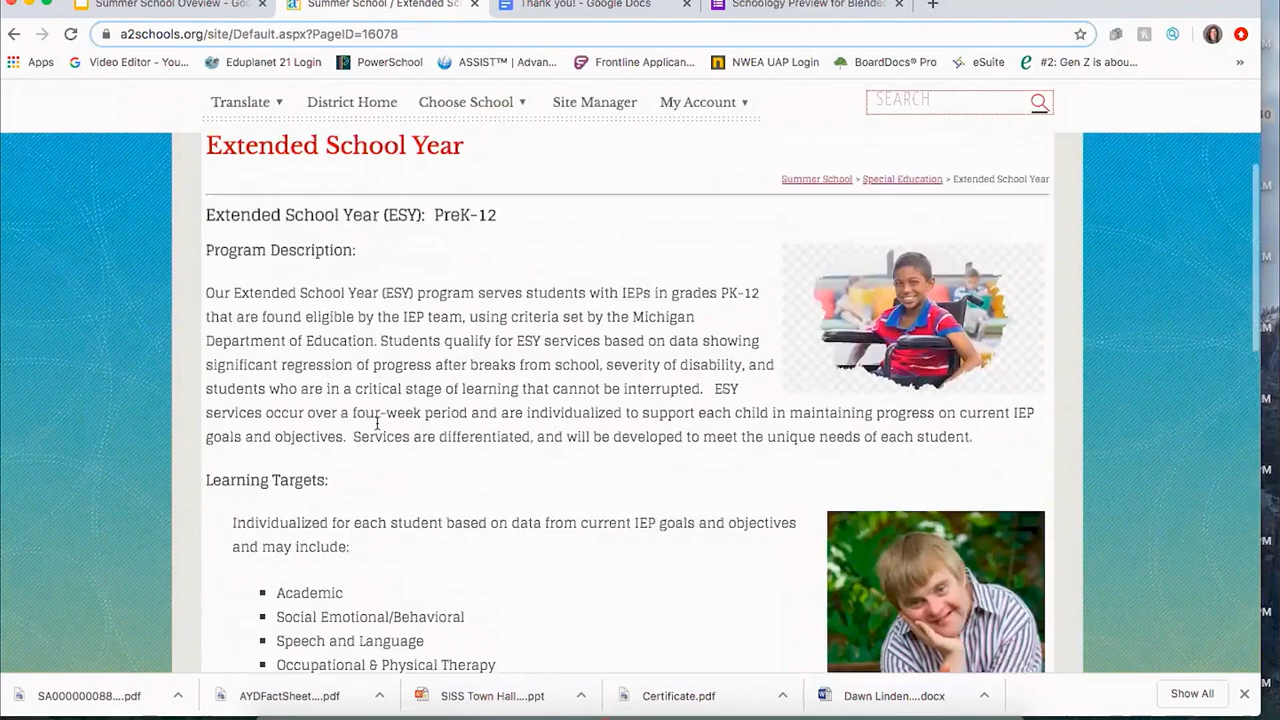 Summer School Oveview - Goo
Summer School / Extended Sc
Thank you! - Google Docs
Schoology Preview for Blende
a2schools.org/site/Default.aspx?PageID=16078
Apps
Video Editor - You...
Eduplanet 21 Login
PowerSchool
ASSIST™ | Advan...
Frontline Applican...
NWEA UAP Login
BoardDocs® Pro
eSuite
#2: Gen Z is abou...
»
Translate ▼ District Home Choose School ▼ Site Manager My Account ▼
SEARCH
Extended School Year
Summer School > Special Education > Extended School Year
Extended School Year (ESY): PreK-12
Program Description:
Our Extended School Year (ESY) program serves students with IEPs in grades PK-12
that are found eligible by the IEP team, using criteria set by the Michigan
Department of Education. Students qualify for ESY services based on data showing
significant regression of progress after breaks from school, severity of disability, and
students who are in a critical stage of learning that cannot be interrupted. ESY
services occur over a four-week period and are individualized to support each child in maintaining progress on current IEP
goals and objectives. Services are differentiated, and will be developed to meet the unique needs of each student.
Learning Targets:
Individualized for each student based on data from current IEP goals and objectives
and may include:
▪ Academic
▪ Social Emotional/Behavioral
▪ Speech and Language
▪ Occupational & Physical Therapy
SA000000088....pdf
AYDFactSheet....pdf
SISS Town Hall....ppt
Certificate.pdf
Dawn Linden....docx
Show All